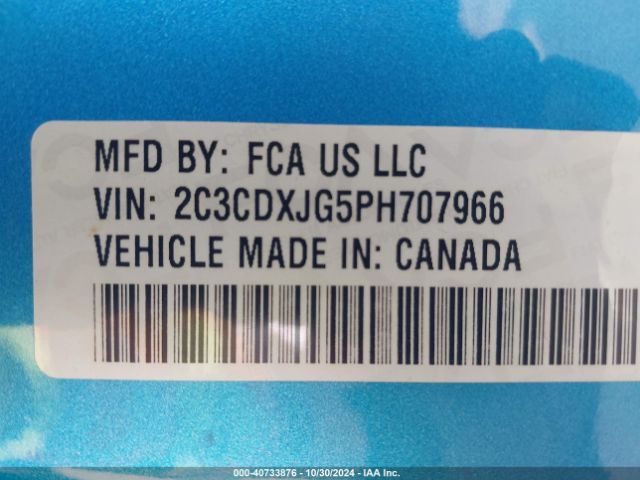 MFD BY: FCA US LLC
VIN: 2C3CDXJG5PH707966
VEHICLE MADE IN: CANADA
000-40733876 - 10/30/2024 - IAA Inc.